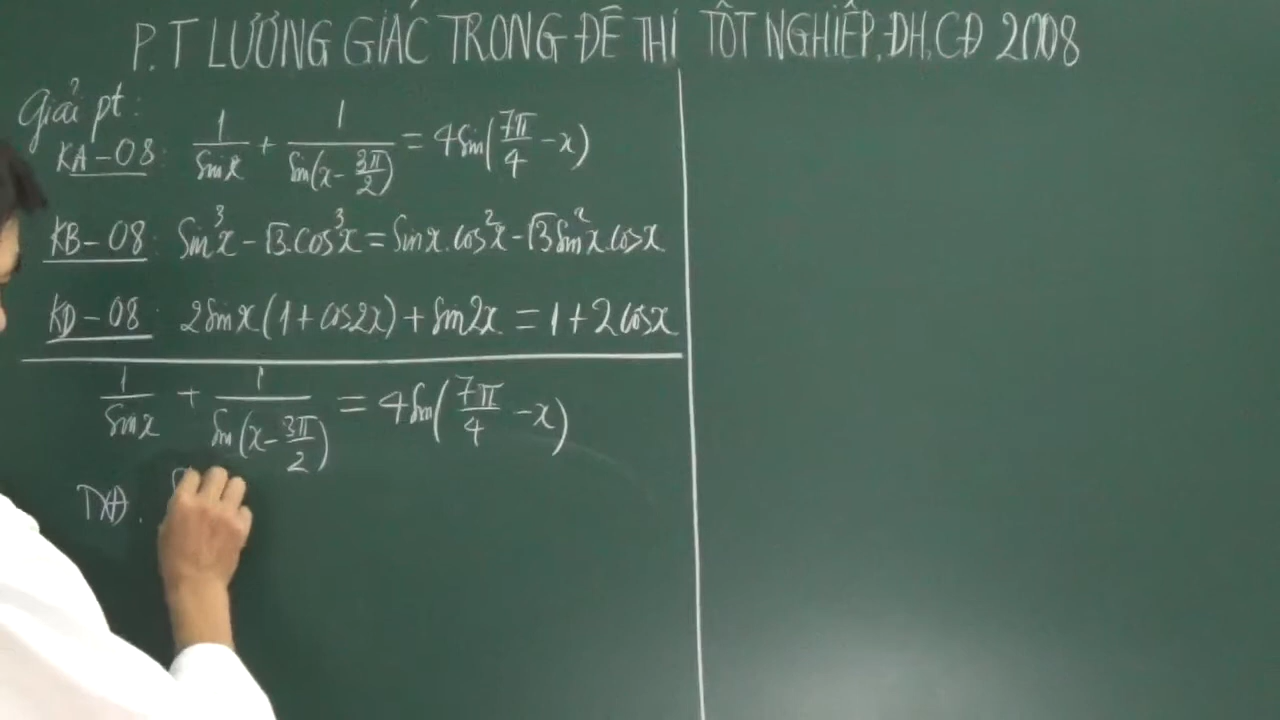 P.T LƯỢNG GIÁC TRONG ĐỀ THI TỐT NGHIỆP, ĐH, CĐ 2008
Giải pt:
KA-08: 1/sinx + 1/sin(x - 3π/2) = 4sin(7π/4 - x)
KB-08: Sin³x - √3.cos³x = Sinx.cos²x - √3Sin²x.cosx
KD-08: 2sinx(1+cos2x) + sin2x = 1+2cosx
1/sinx + 1/sin(x - 3π/2) = 4sin(7π/4 - x)